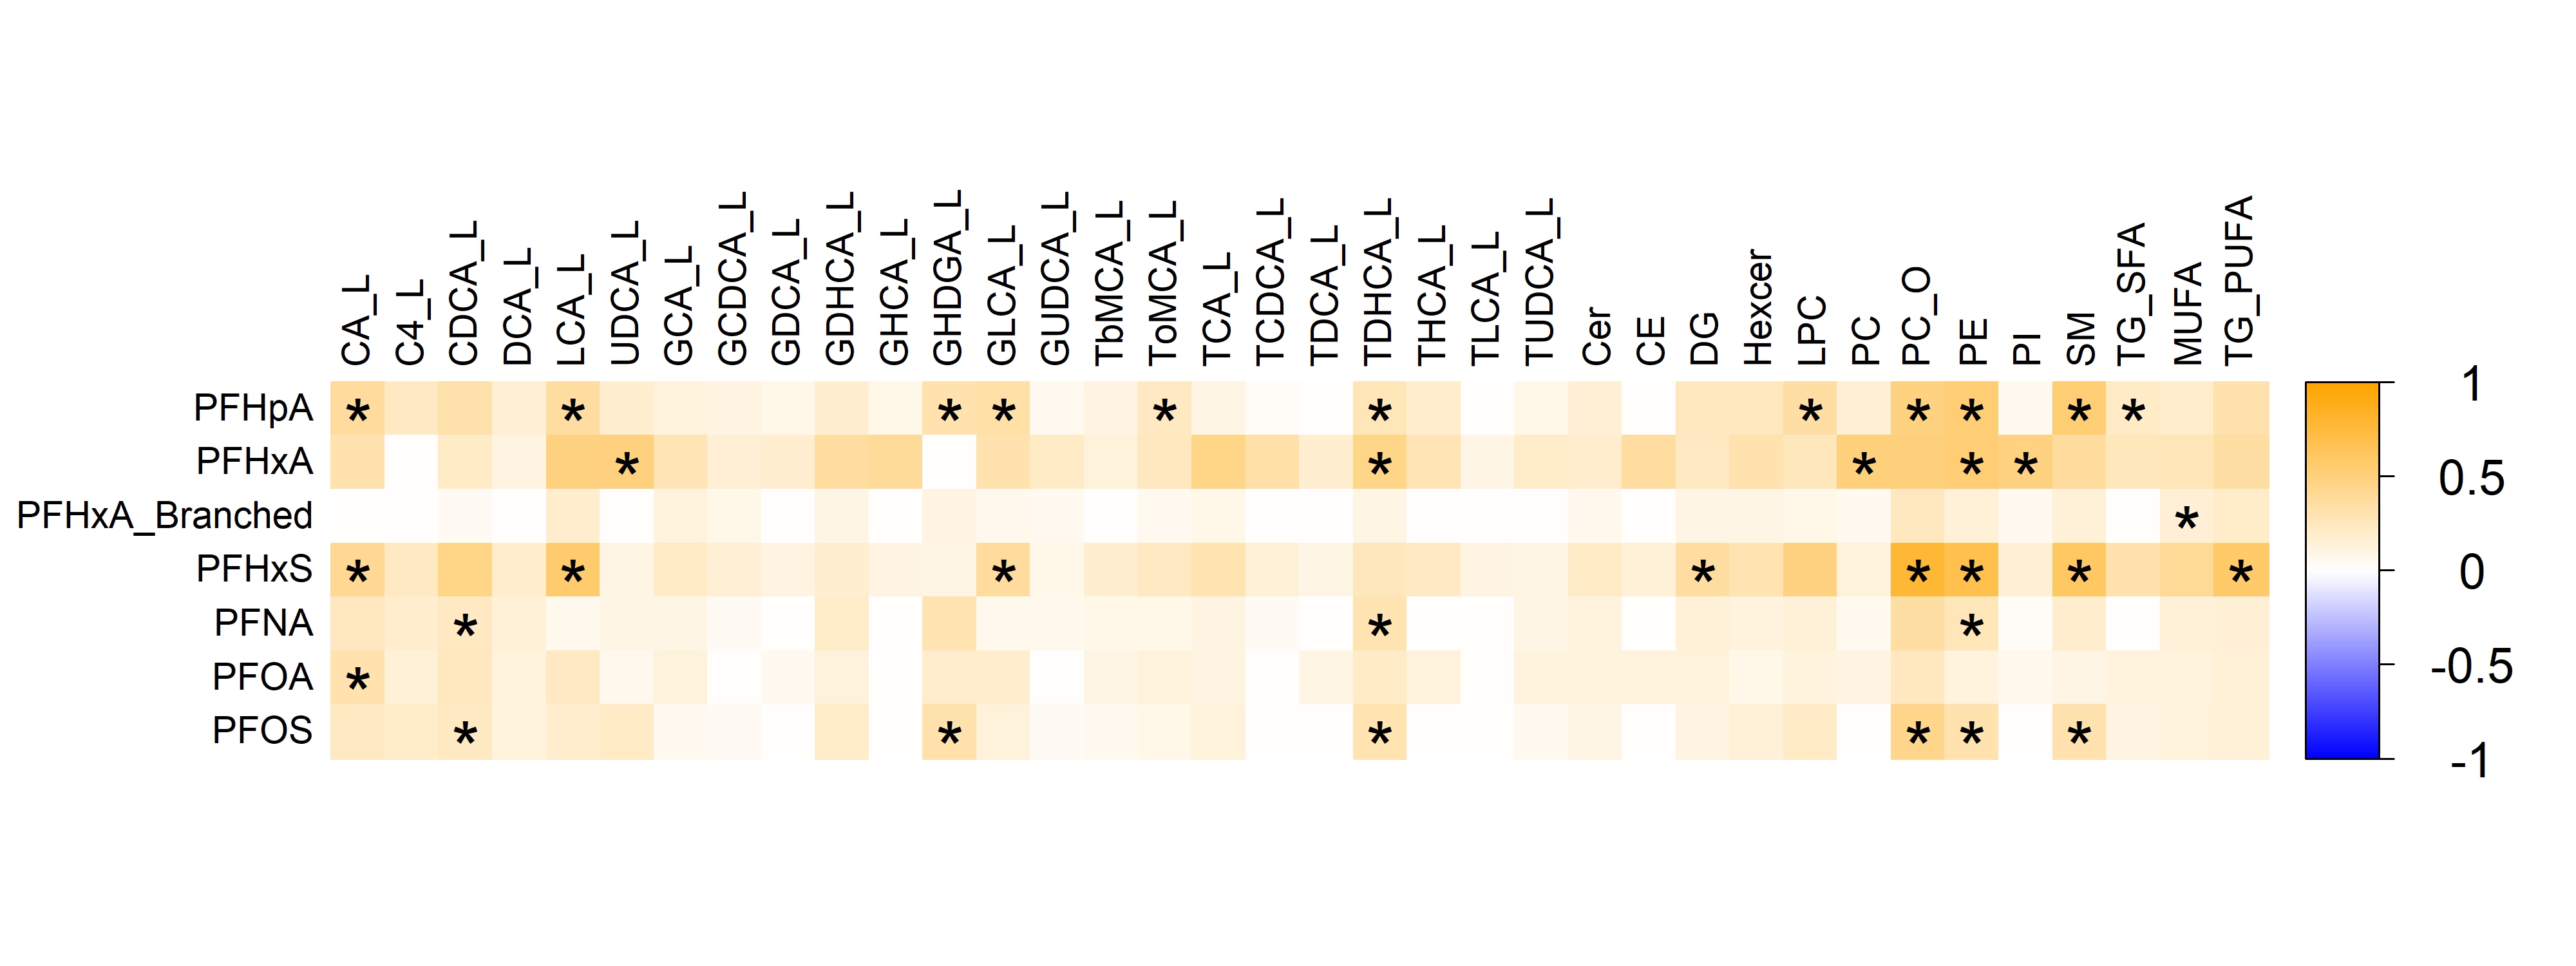 CA_L
C4_L
CDCA_L
DCA_L
LCA_L
UDCA_L
GCA_L
GCDCA_L
GDCA_L
GDHCA_L
GHCA_L
GHDGA_L
GLCA_L
GUDCA_L
TbMCA_L
ToMCA_L
TCA_L
TCDCA_L
TDCA_L
TDHCA_L
THCA_L
TLCA_L
TUDCA_L
Cer
CE
DG
Hexcer
LPC
PC
PC_O
PE
PI
SM
TG_SFA
MUFA
TG_PUFA
PFHpA * * * * * * * * * * *
PFHxA * * * * *
PFHxA_Branched *
PFHxS * * * * * * * *
PFNA * * *
PFOA *
PFOS * * * * * *
1
0.5
0
-0.5
-1